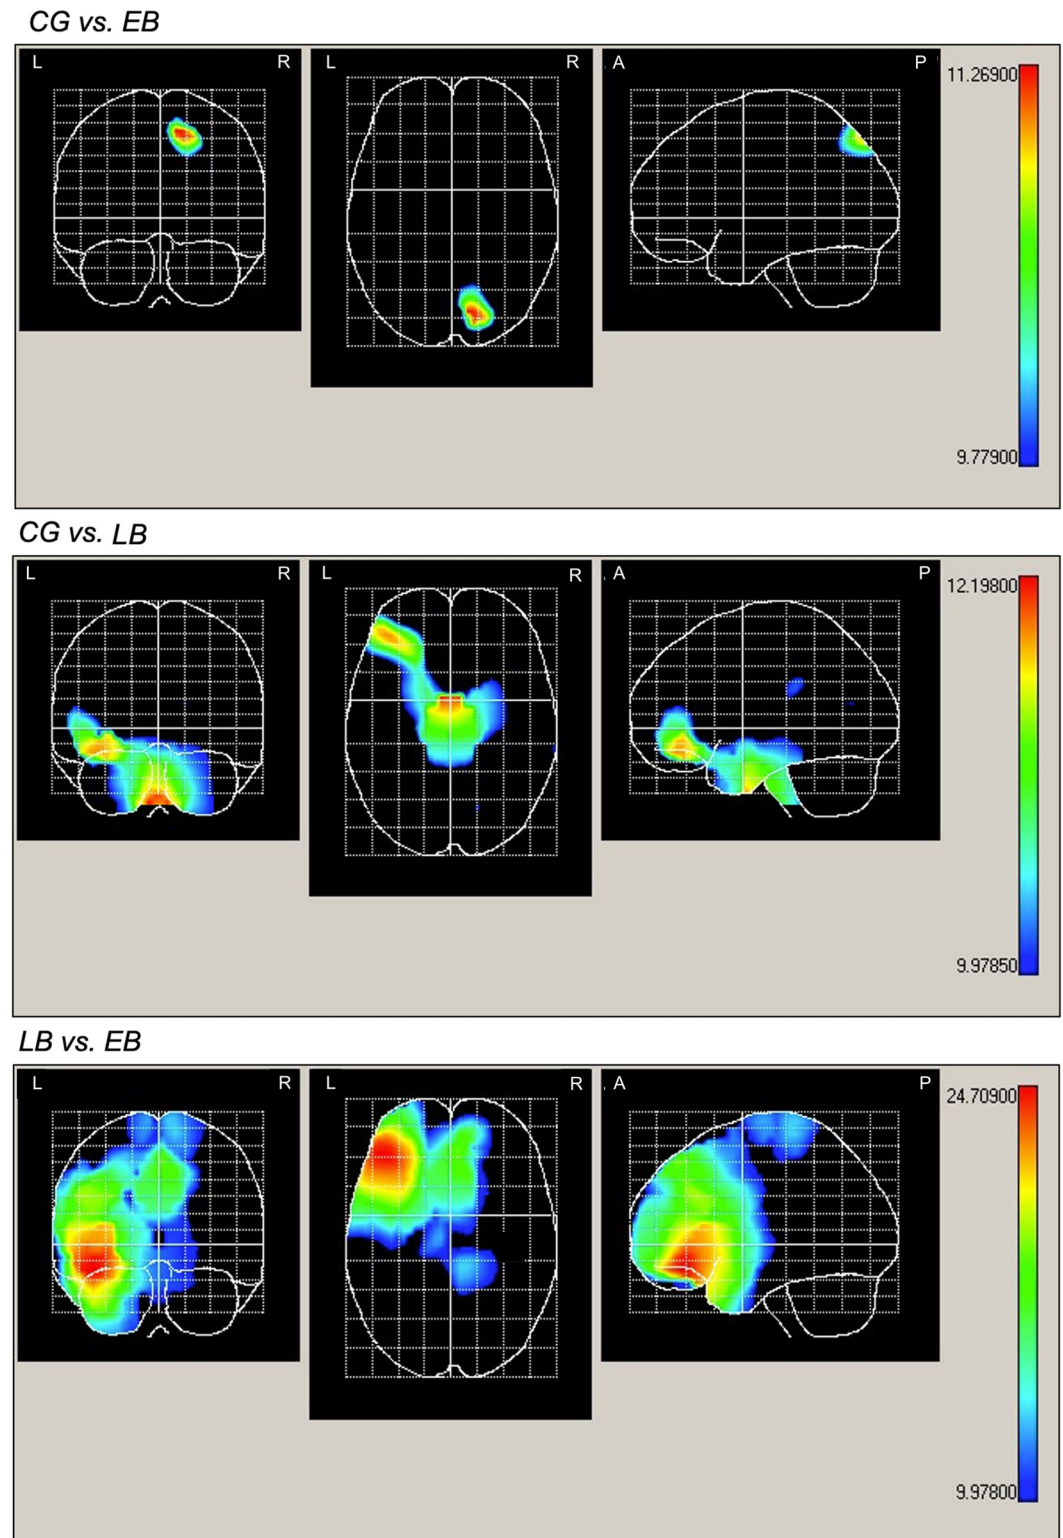 CG vs. EB
L R L R A P 11.26900
9.77900
CG vs. LB
L R L R A P 12.19800
9.97850
LB vs. EB
L R L R A P 24.70900
9.97800